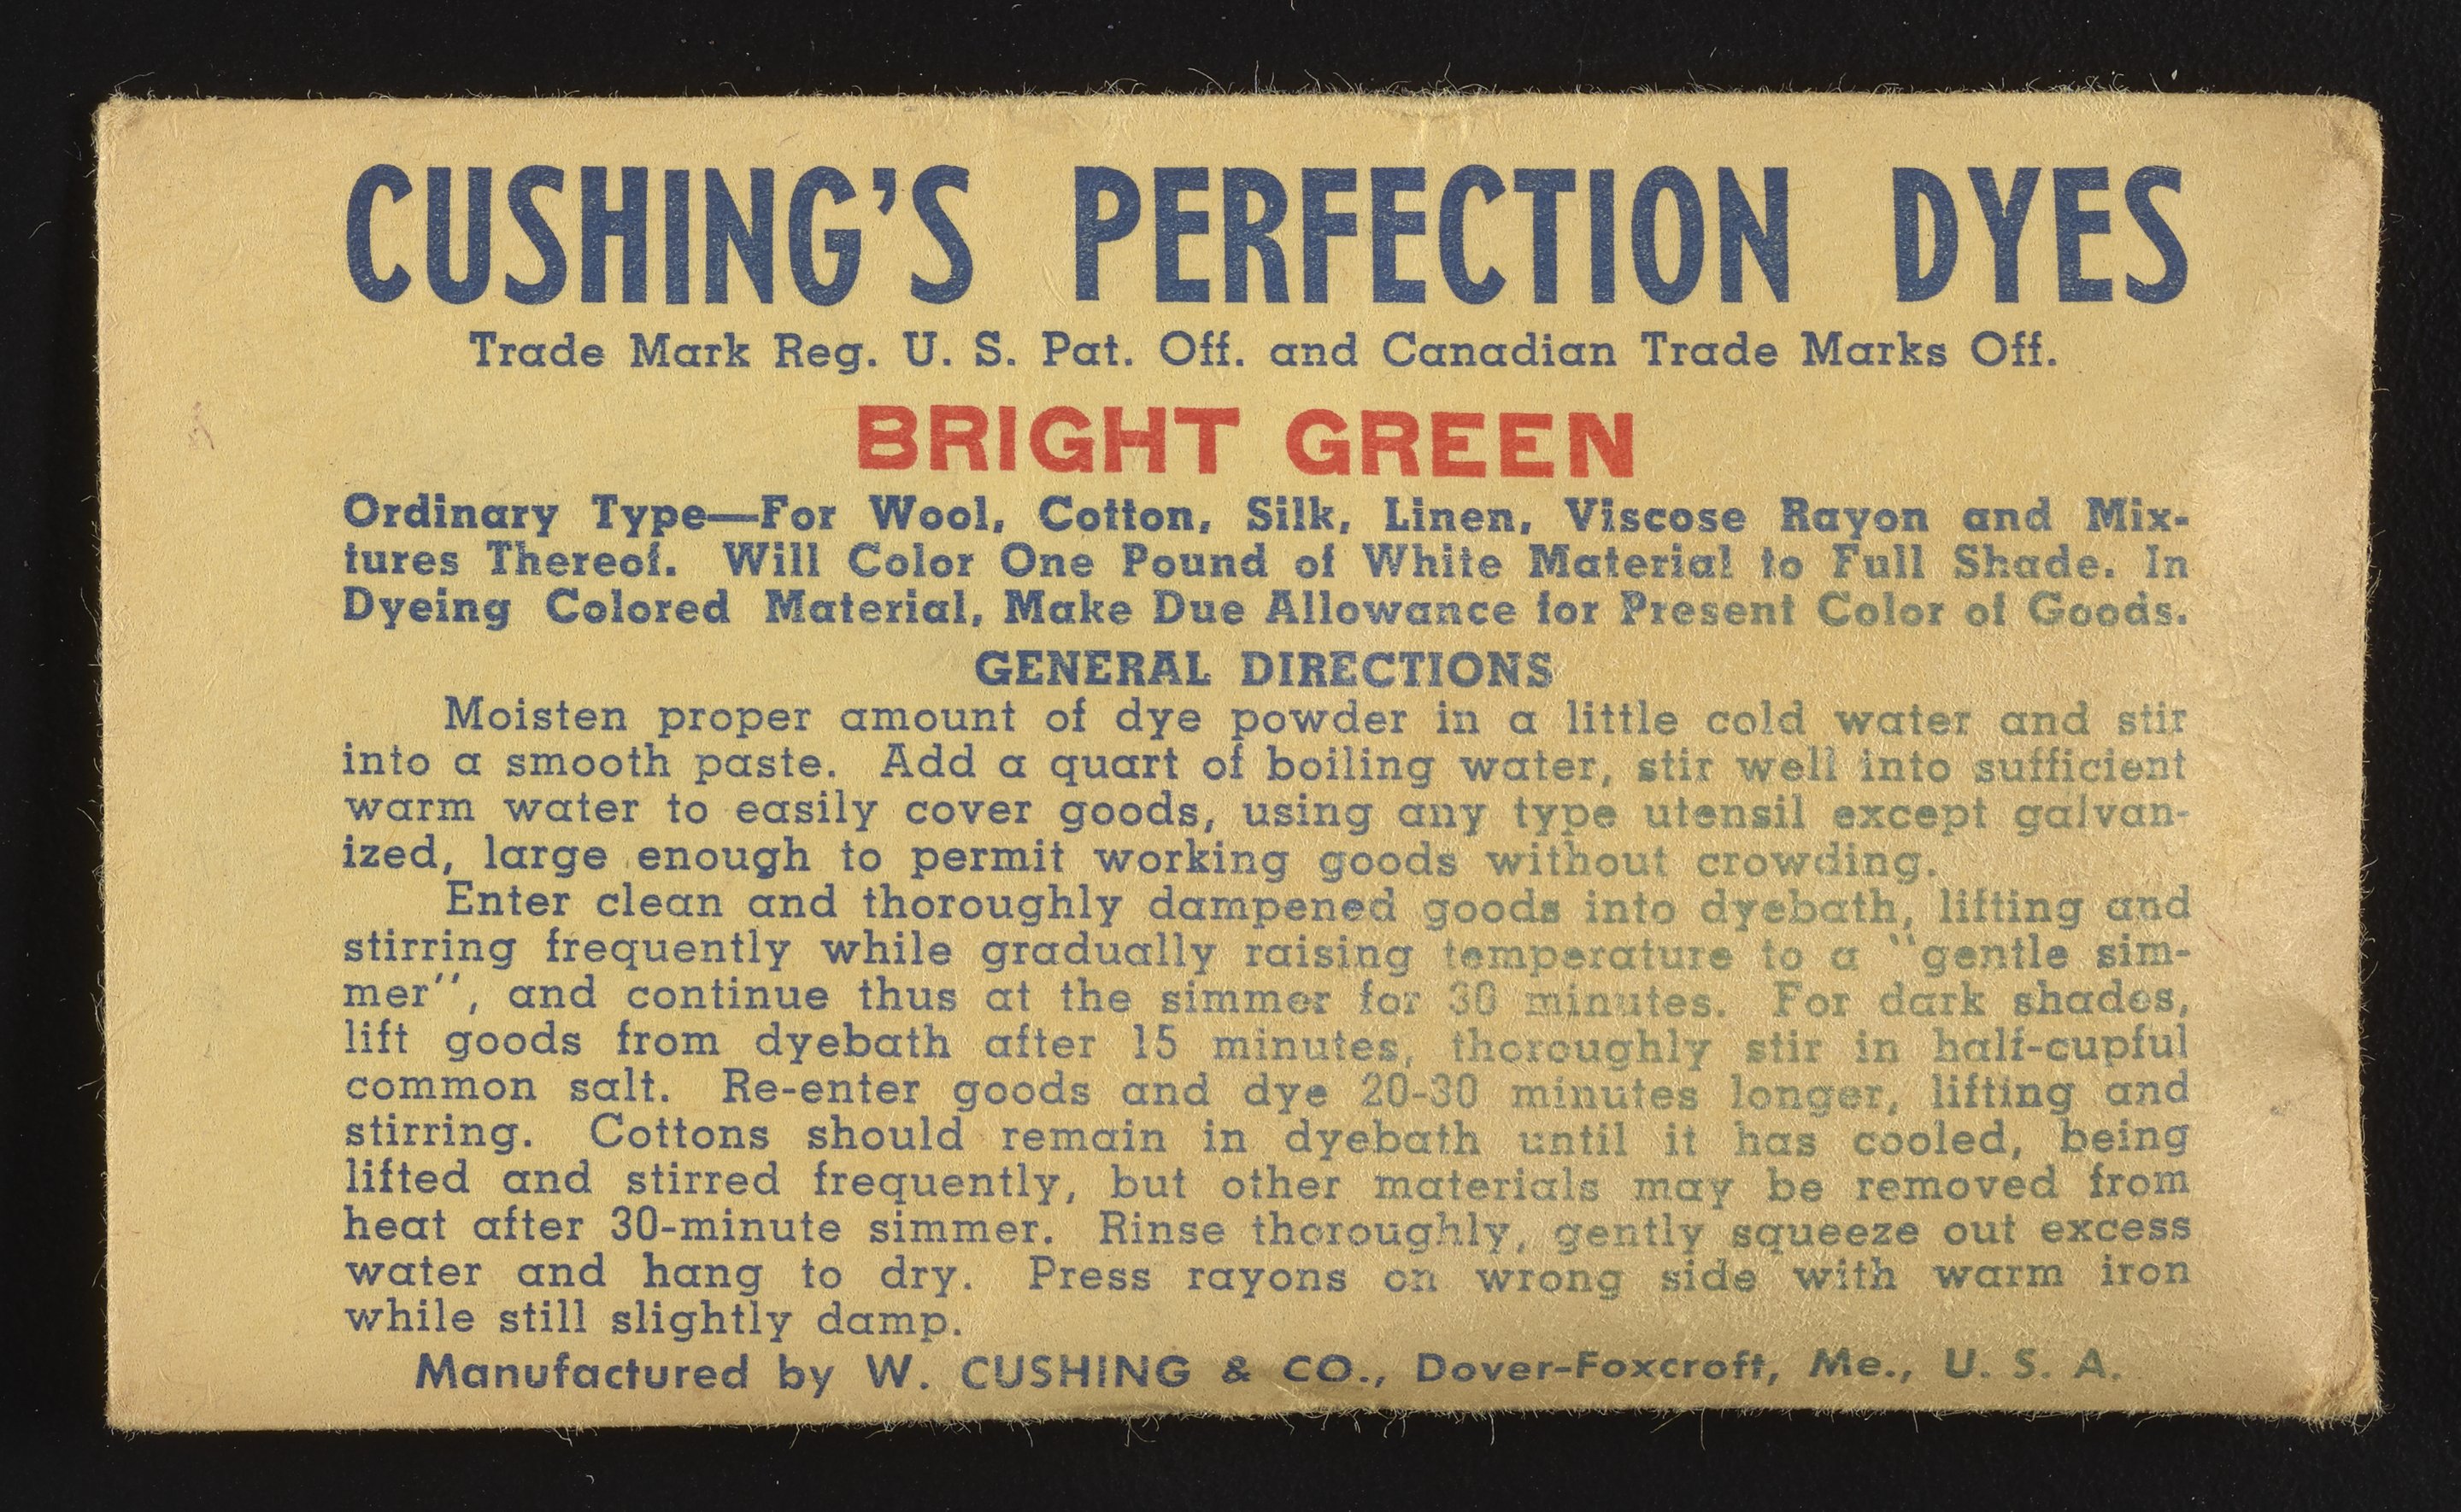 CUSHING'S PERFECTION DYES
Trade Mark Reg. U. S. Pat. Off. and Canadian Trade Marks Off.
BRIGHT GREEN
Ordinary Type—For Wool, Cotton, Silk, Linen, Viscose Rayon and Mix-
tures Thereof. Will Color One Pound of White Material to Full Shade. In
Dyeing Colored Material, Make Due Allowance for Present Color of Goods.
GENERAL DIRECTIONS
Moisten proper amount of dye powder in a little cold water and stir
into a smooth paste. Add a quart of boiling water, stir well into sufficient
warm water to easily cover goods, using any type utensil except galvan-
ized, large enough to permit working goods without crowding.
Enter clean and thoroughly dampened goods into dyebath, lifting and
stirring frequently while gradually raising temperature to a "gentle sim-
mer", and continue thus at the simmer for 30 minutes. For dark shades,
lift goods from dyebath after 15 minutes, thoroughly stir in half-cupful
common salt. Re-enter goods and dye 20-30 minutes longer, lifting and
stirring. Cottons should remain in dyebath until it has cooled, being
lifted and stirred frequently, but other materials may be removed from
heat after 30-minute simmer. Rinse thoroughly, gently squeeze out excess
water and hang to dry. Press rayons on wrong side with warm iron
while still slightly damp.
Manufactured by W. CUSHING & CO., Dover-Foxcroft, Me., U. S. A.